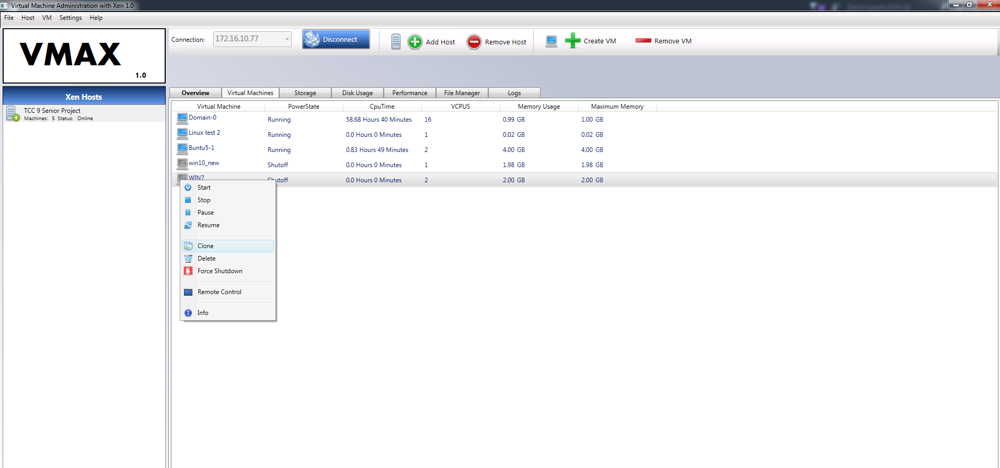 Virtual Machine Administration with Xen 1.0
File Host VM Settings Help
VMAX
1.0
Connection: 172.16.10.77 Disconnect Add Host Remove Host Create VM Remove VM
Xen Hosts
TCC 9 Senior Project
Machines: 5 Status: Online
Overview Virtual Machines Storage Disk Usage Performance File Manager Logs
Virtual Machine PowerState CpuTime VCPUS Memory Usage Maximum Memory
Domain-0 Running 58.68 Hours 40 Minutes 16 0.99 GB 1.00 GB
Linux test 2 Running 0.0 Hours 0 Minutes 1 0.02 GB 0.02 GB
Buntu5-1 Running 0.83 Hours 49 Minutes 2 4.00 GB 4.00 GB
win10_new Shutoff 0.0 Hours 0 Minutes 1 1.98 GB 1.98 GB
WIN7 Shutoff 0.0 Hours 0 Minutes 2 2.00 GB 2.00 GB
Start
Stop
Pause
Resume
Clone
Delete
Force Shutdown
Remote Control
Info